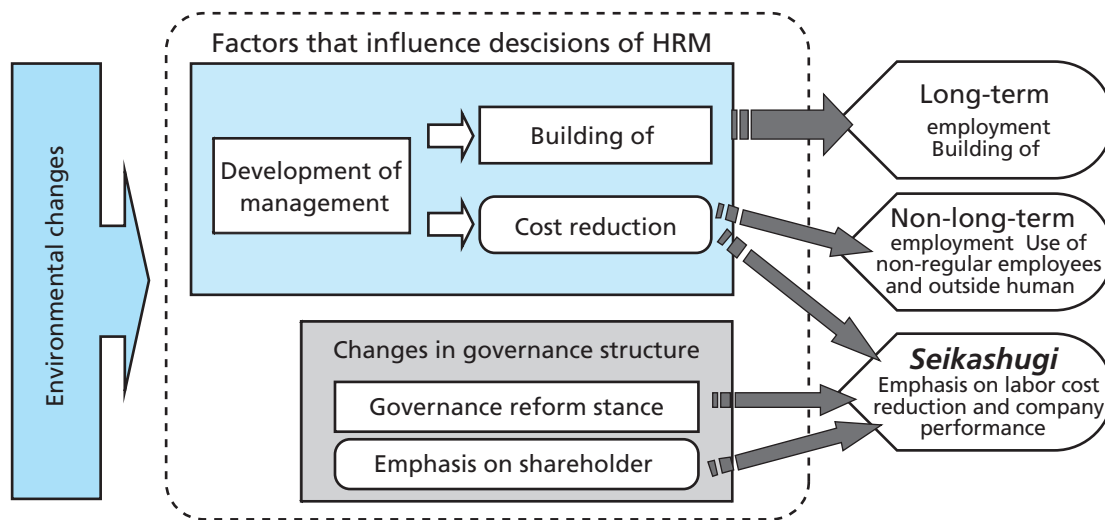 Factors that influence descisions of HRM
Environmental changes
Development of
management
Building of
Cost reduction
Changes in governance structure
Governance reform stance
Emphasis on shareholder
Long-term
employment
Building of
Non-long-term
employment  Use of
non-regular employees
and outside human
Seikashugi
Emphasis on labor cost
reduction and company
performance